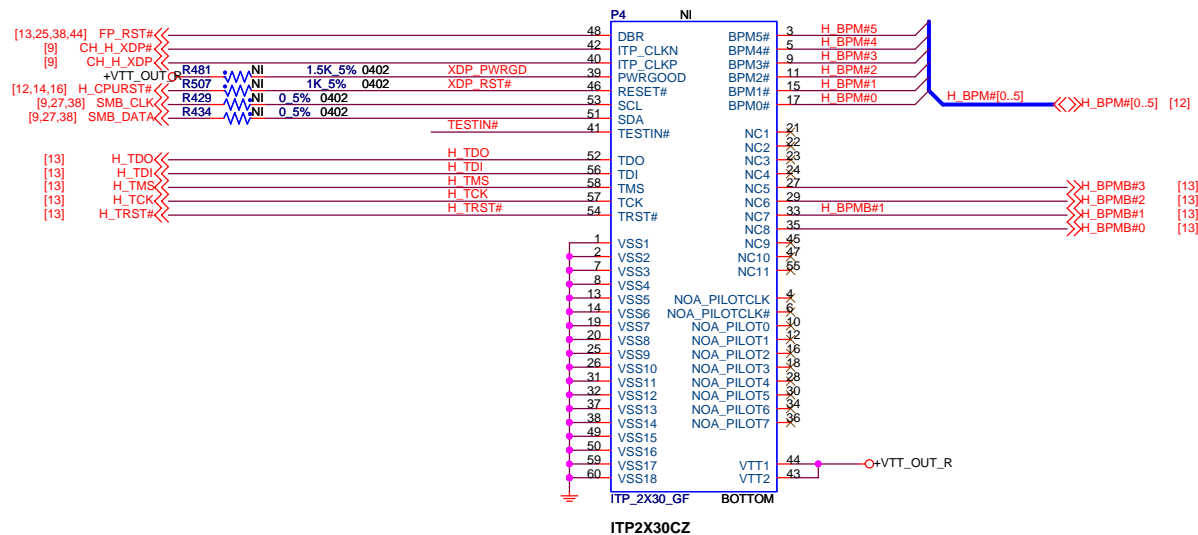 P4 NI
[13,25,38,44] FP_RST# 48 DBR BPM5# 3 H_BPM#5
[9] CH_H_XDP# 42 ITP_CLKN BPM4# 5 H_BPM#4
[9] CH_H_XDP 40 ITP_CLKP BPM3# 9 H_BPM#3
+VTT_OUT_R R481 NI 1.5K_5% 0402 XDP_PWRGD 39 PWRGOOD BPM2# 11 H_BPM#2
[12,14,16] H_CPURST# R507 NI 1K_5% 0402 XDP_RST# 46 RESET# BPM1# 15 H_BPM#1
[9,27,38] SMB_CLK R429 NI 0_5% 0402 53 SCL BPM0# 17 H_BPM#0 H_BPM#[0..5] H_BPM#[0..5] [12]
[9,27,38] SMB_DATA R434 NI 0_5% 0402 51 SDA
TESTIN# 41 TESTIN# NC1 21
NC2 22
[13] H_TDO H_TDO 52 TDO NC3 23
[13] H_TDI H_TDI 56 TDI NC4 24
[13] H_TMS H_TMS 58 TMS NC5 27 H_BPMB#3 [13]
[13] H_TCK H_TCK 57 TCK NC6 29 H_BPMB#2 [13]
[13] H_TRST# H_TRST# 54 TRST# NC7 33 H_BPMB#1 H_BPMB#1 [13]
NC8 35 H_BPMB#0 [13]
1 VSS1 NC9 45
2 VSS2 NC10 47
7 VSS3 NC11 55
8 VSS4
13 VSS5 NOA_PILOTCLK 4
14 VSS6 NOA_PILOTCLK# 6
19 VSS7 NOA_PILOT0 10
20 VSS8 NOA_PILOT1 12
25 VSS9 NOA_PILOT2 16
26 VSS10 NOA_PILOT3 18
31 VSS11 NOA_PILOT4 28
32 VSS12 NOA_PILOT5 30
37 VSS13 NOA_PILOT6 34
38 VSS14 NOA_PILOT7 36
49 VSS15
50 VSS16
59 VSS17 VTT1 44 +VTT_OUT_R
60 VSS18 VTT2 43
ITP_2X30_GF BOTTOM
ITP2X30CZ